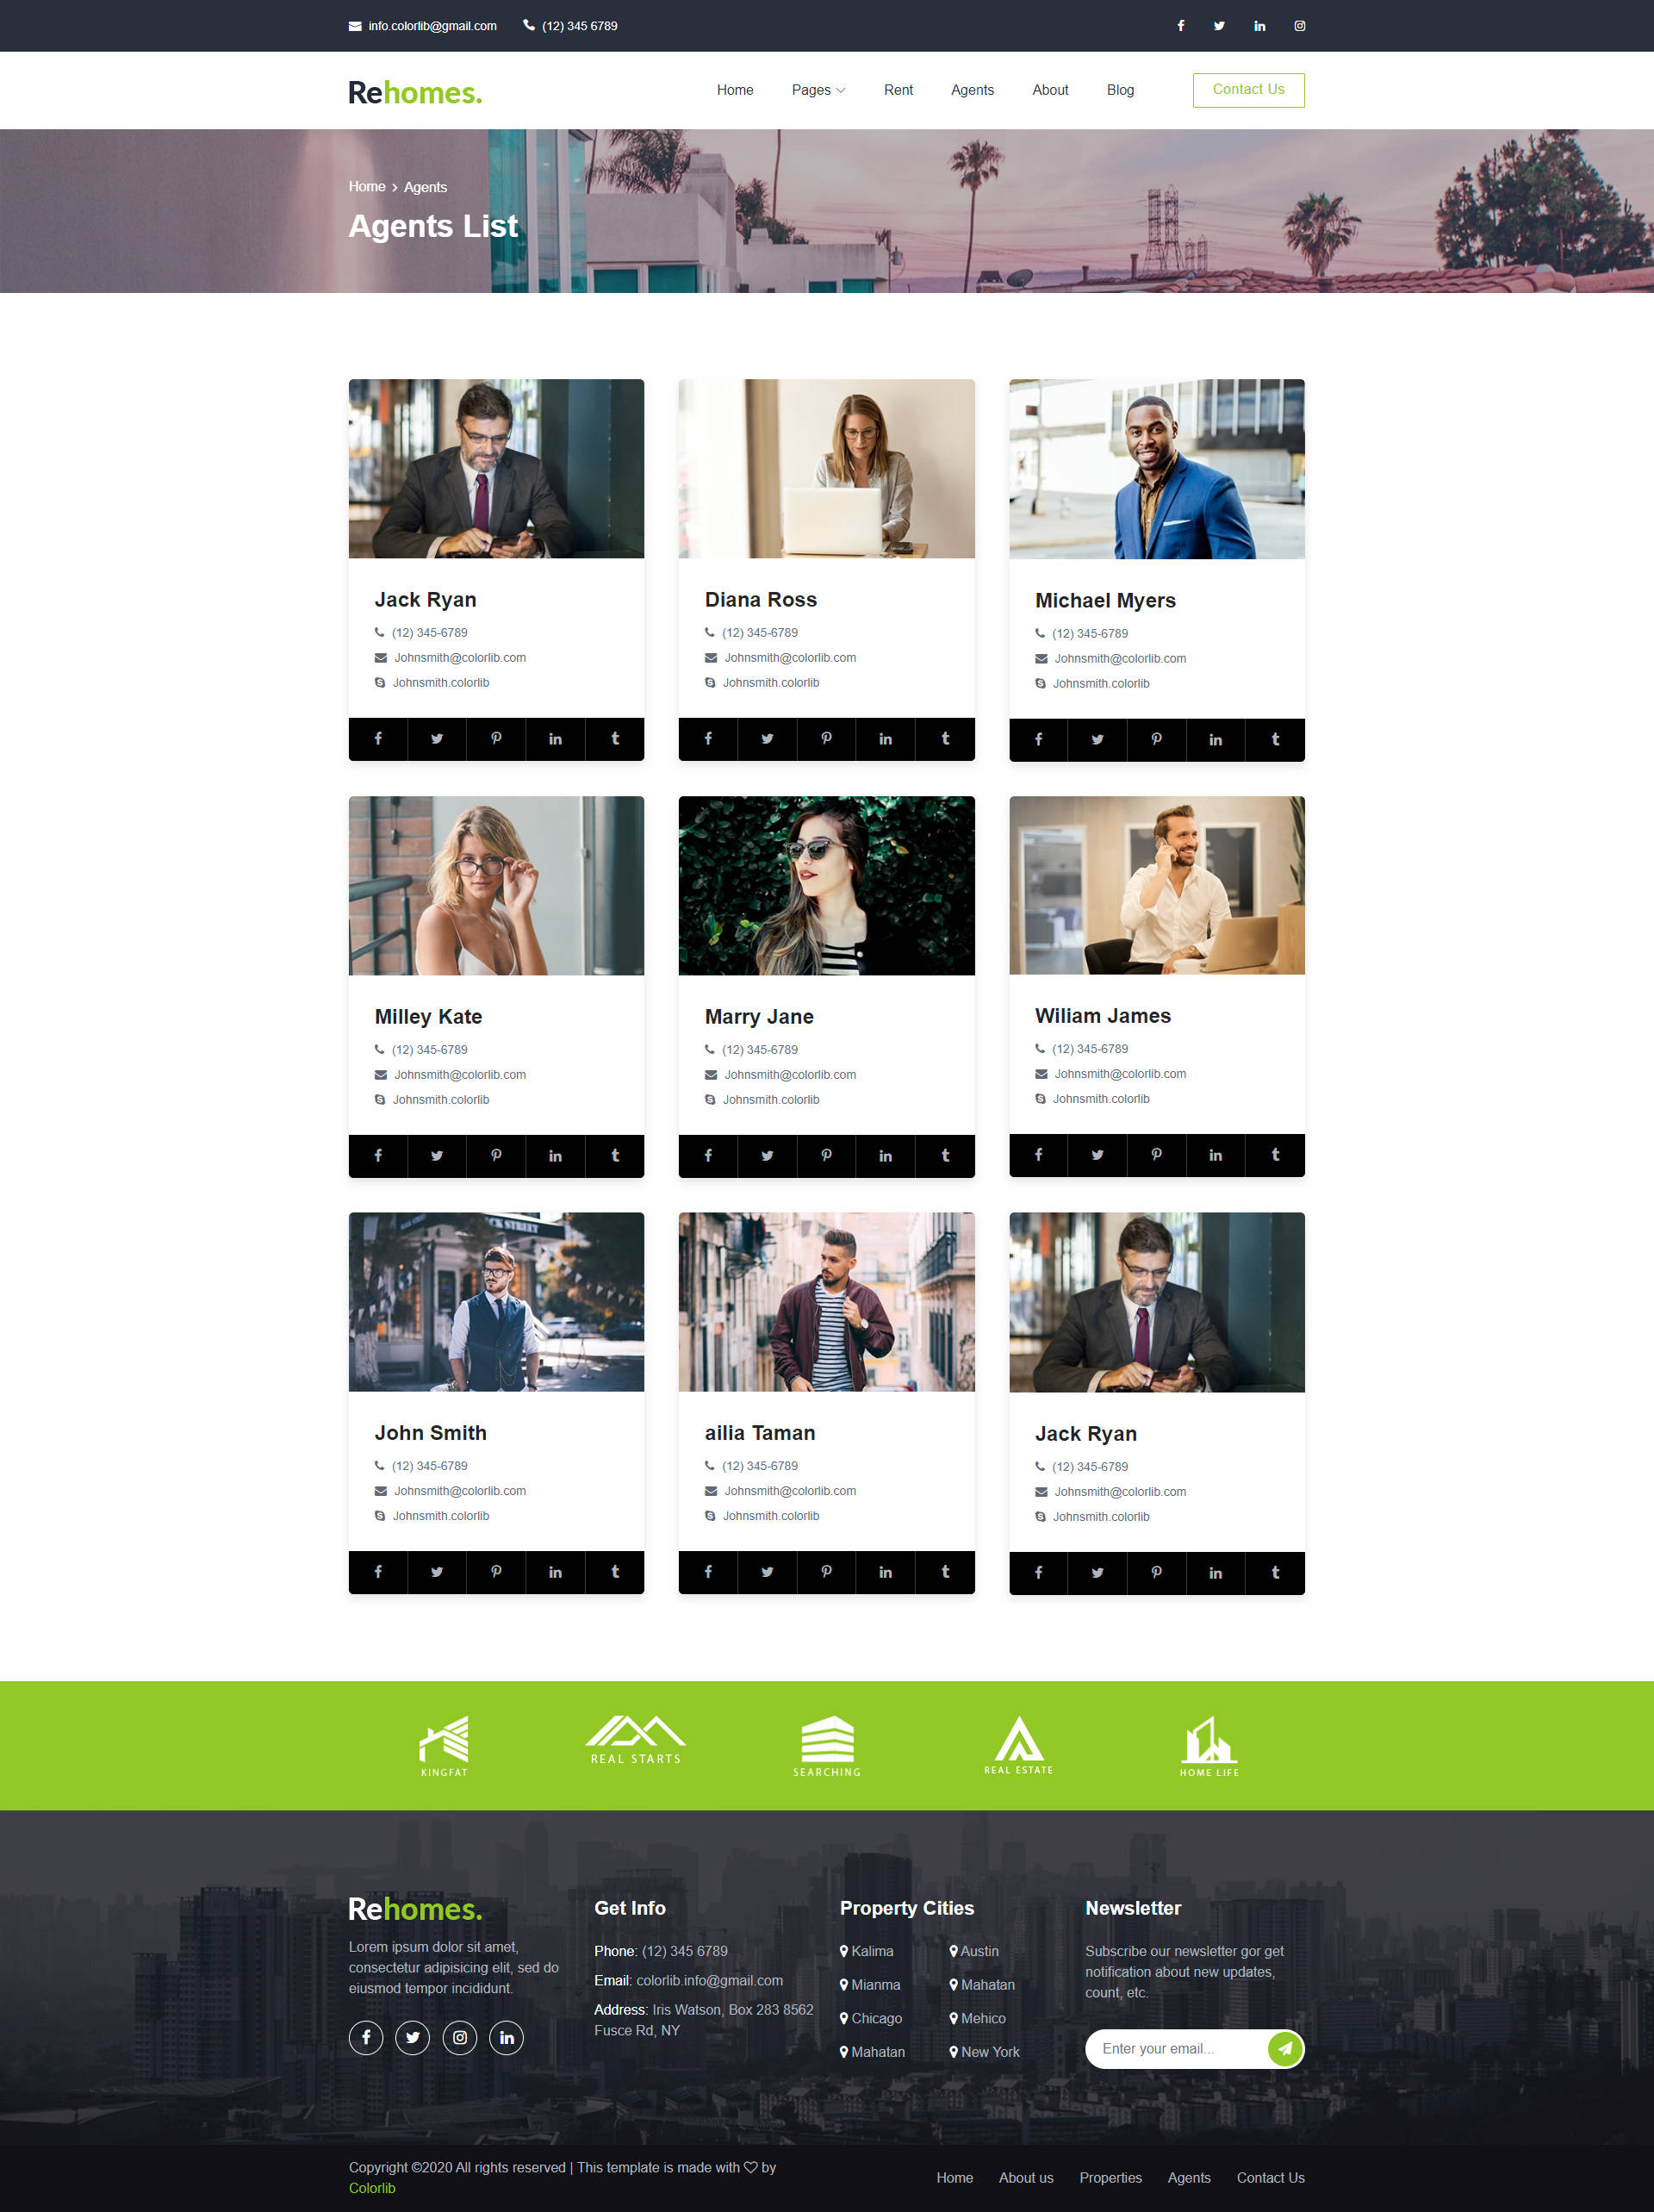 info.colorlib@gmail.com (12) 345 6789
Rehomes.
Home Pages Rent Agents About Blog Contact Us
Home Agents
Agents List
Jack Ryan
(12) 345-6789
Johnsmith@colorlib.com
Johnsmith.colorlib
Diana Ross
(12) 345-6789
Johnsmith@colorlib.com
Johnsmith.colorlib
Michael Myers
(12) 345-6789
Johnsmith@colorlib.com
Johnsmith.colorlib
Milley Kate
(12) 345-6789
Johnsmith@colorlib.com
Johnsmith.colorlib
Marry Jane
(12) 345-6789
Johnsmith@colorlib.com
Johnsmith.colorlib
Wiliam James
(12) 345-6789
Johnsmith@colorlib.com
Johnsmith.colorlib
CK STREET
John Smith
(12) 345-6789
Johnsmith@colorlib.com
Johnsmith.colorlib
ailia Taman
(12) 345-6789
Johnsmith@colorlib.com
Johnsmith.colorlib
Jack Ryan
(12) 345-6789
Johnsmith@colorlib.com
Johnsmith.colorlib
KINGFAT
REAL STARTS
SEARCHING
REAL ESTATE
HOME LIFE
Rehomes.
Lorem ipsum dolor sit amet,
consectetur adipisicing elit, sed do
eiusmod tempor incididunt.
Get Info
Phone: (12) 345 6789
Email: colorlib.info@gmail.com
Address: Iris Watson, Box 283 8562
Fusce Rd, NY
Property Cities
Kalima
Mianma
Chicago
Mahatan
Austin
Mahatan
Mehico
New York
Newsletter
Subscribe our newsletter gor get
notification about new updates,
count, etc.
Enter your email...
Copyright ©2020 All rights reserved | This template is made with by
Colorlib
Home About us Properties Agents Contact Us